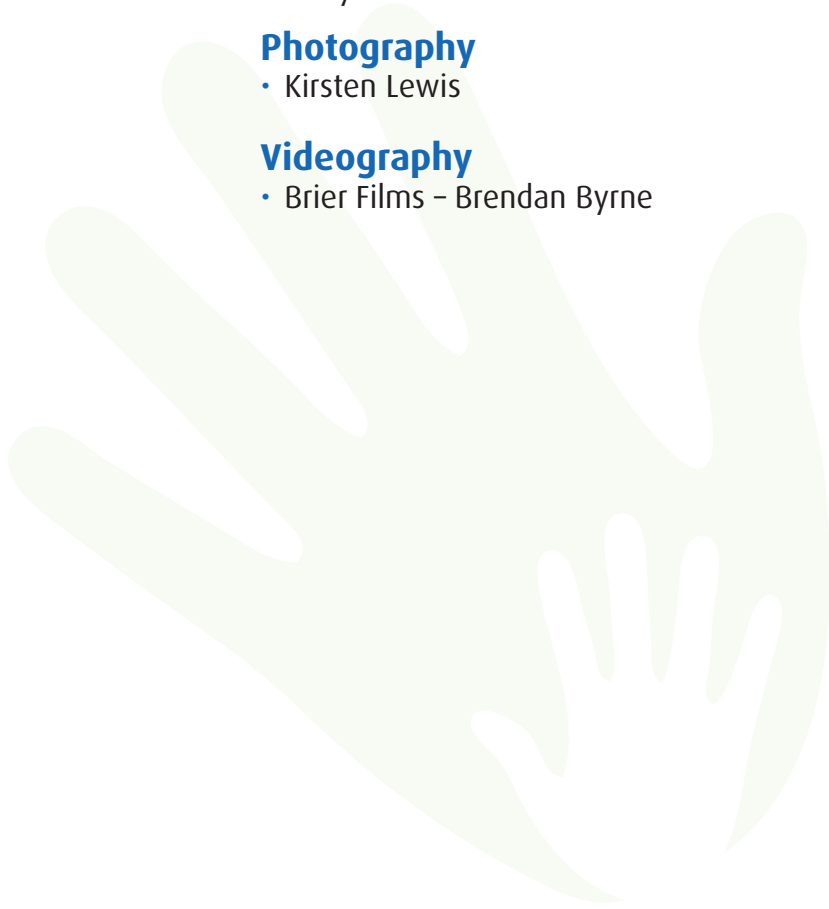 Photography
• Kirsten Lewis
Videography
• Brier Films – Brendan Byrne